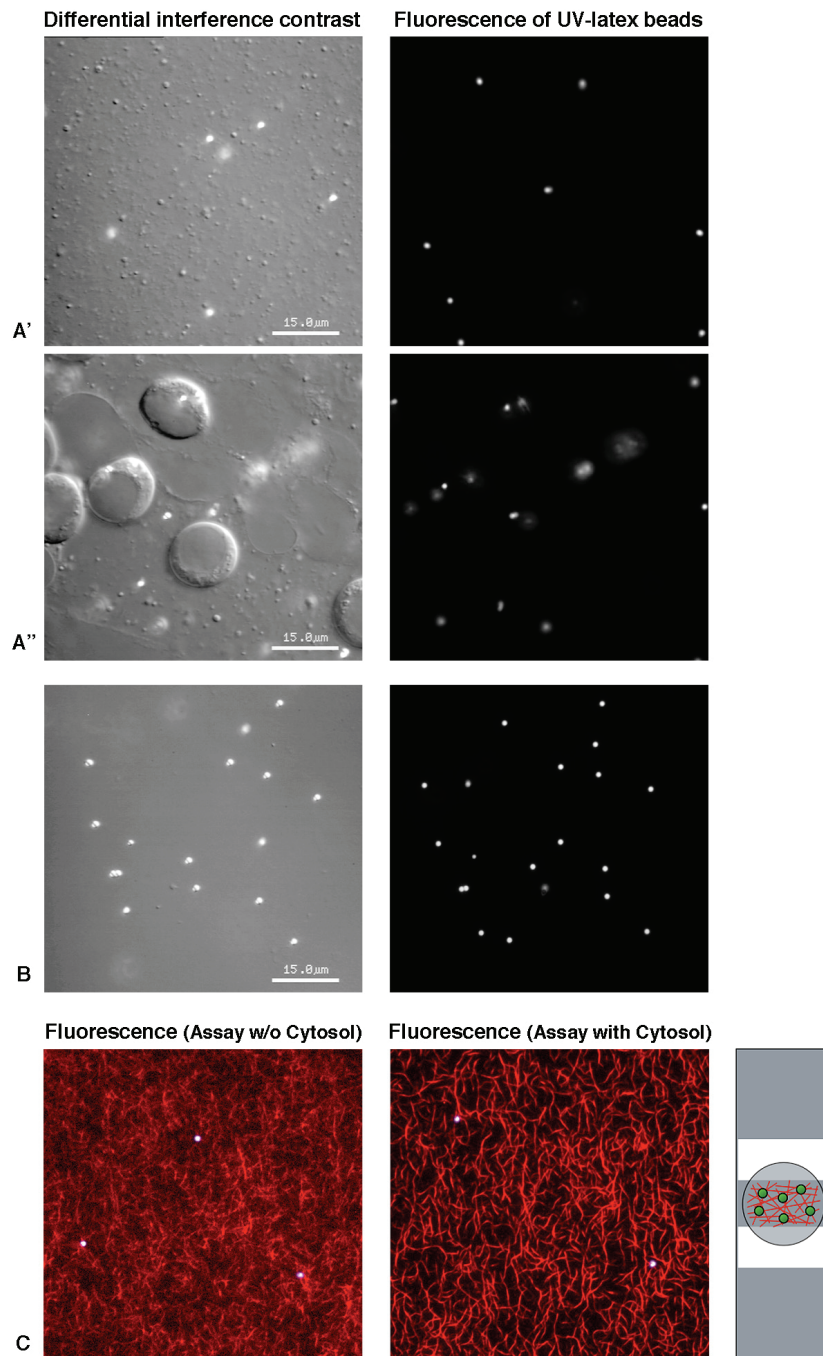 Differential interference contrast
Fluorescence of UV-latex beads
15.0µm
A’
15.0µm
A”
15.0µm
B
Fluorescence (Assay w/o Cytosol)
Fluorescence (Assay with Cytosol)
C